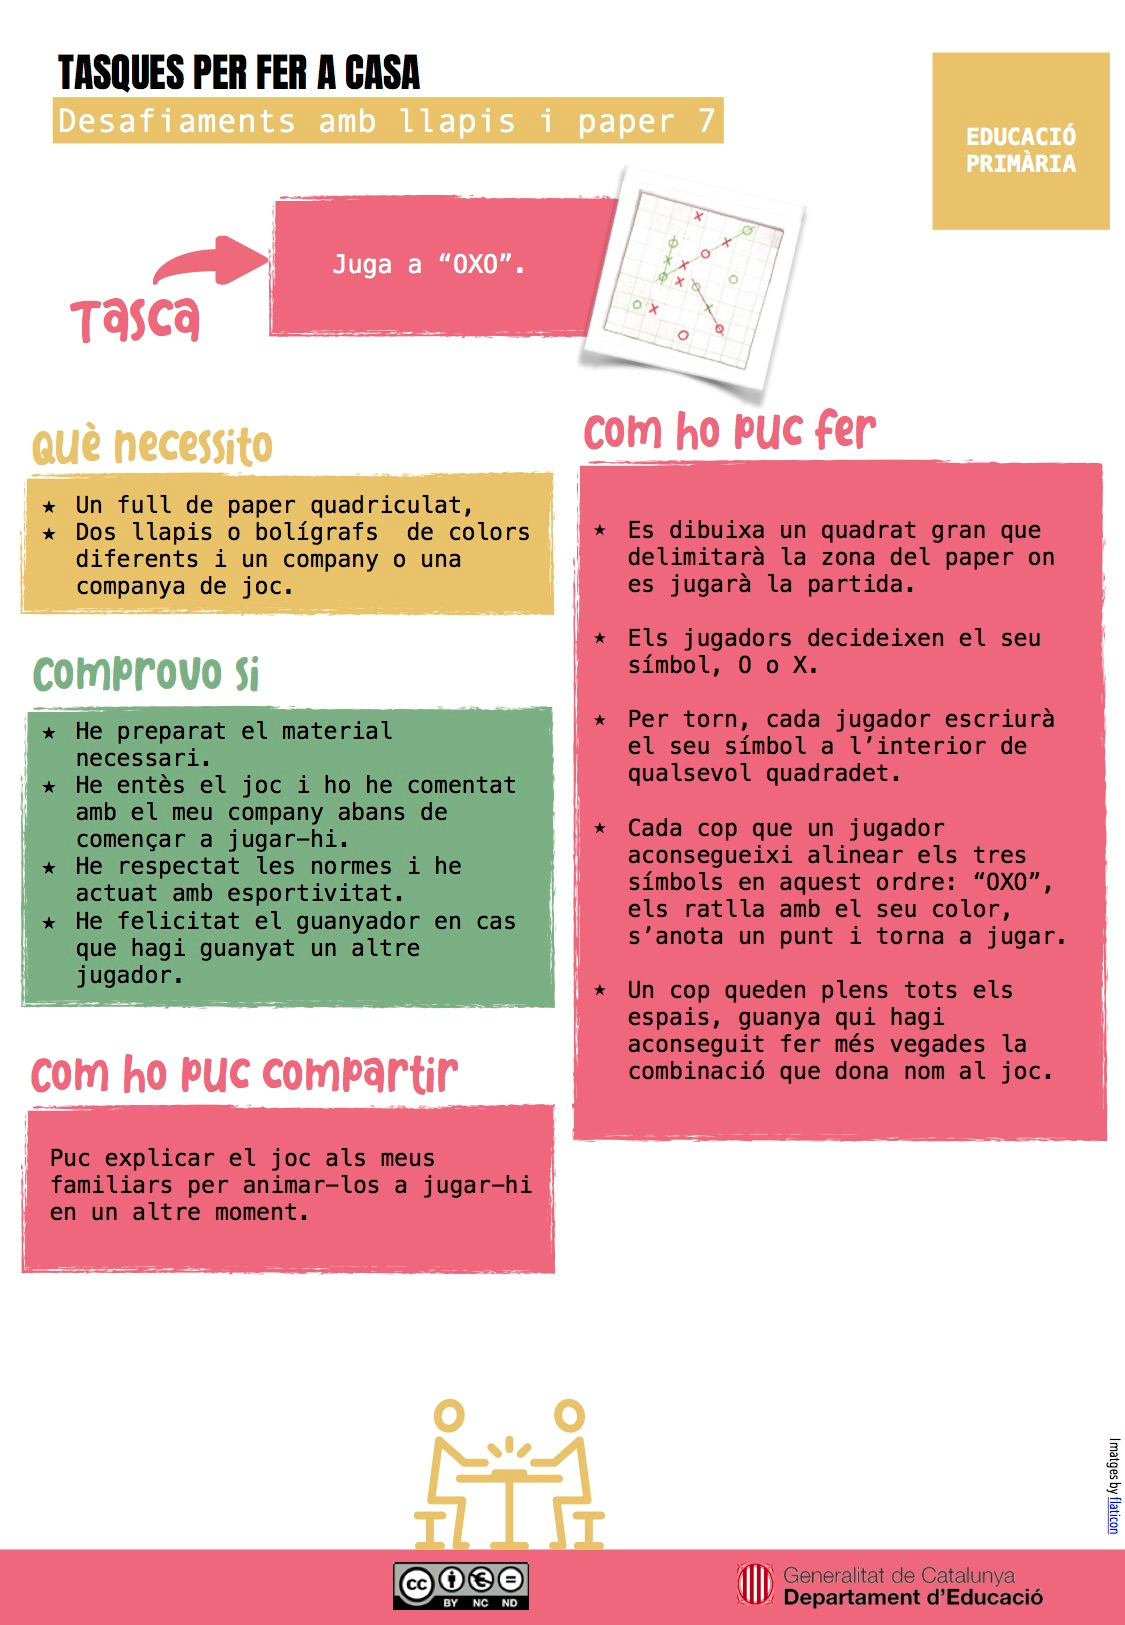 TASQUES PER FER A CASA
Desafiaments amb llapis i paper 7
EDUCACIÓ
PRIMÀRIA
Juga a “OXO”.
Tasca
Què necessito
★ Un full de paper quadriculat,
★ Dos llapis o bolígrafs de colors
diferents i un company o una
companya de joc.
Comprovo si
★ He preparat el material
necessari.
★ He entès el joc i ho he comentat
amb el meu company abans de
començar a jugar-hi.
★ He respectat les normes i he
actuat amb esportivitat.
★ He felicitat el guanyador en cas
que hagi guanyat un altre
jugador.
Com ho puc compartir
Puc explicar el joc als meus
familiars per animar-los a jugar-hi
en un altre moment.
Com ho puc fer
★ Es dibuixa un quadrat gran que
delimitarà la zona del paper on
es jugarà la partida.
★ Els jugadors decideixen el seu
símbol, O o X.
★ Per torn, cada jugador escriurà
el seu símbol a l’interior de
qualsevol quadradet.
★ Cada cop que un jugador
aconsegueixi alinear els tres
símbols en aquest ordre: “OXO”,
els ratlla amb el seu color,
s’anota un punt i torna a jugar.
★ Un cop queden plens tots els
espais, guanya qui hagi
aconseguit fer més vegades la
combinació que dona nom al joc.
Imatges by flaticon
cc BY NC ND
Generalitat de Catalunya
Departament d’Educació